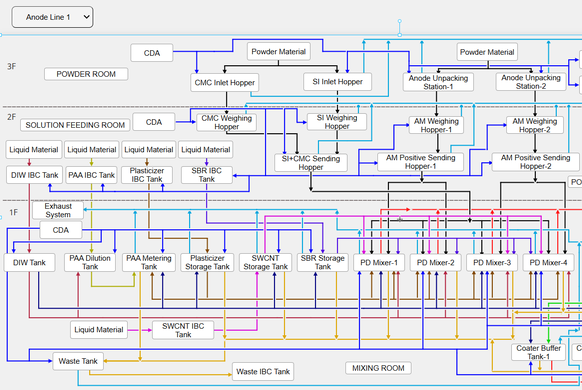 Anode Line 1
3F
CDA
Powder Material
Powder Material
POWDER ROOM
CMC Inlet Hopper
SI Inlet Hopper
Anode Unpacking
Station-1
Anode Unpacking
Station-2
2F
SOLUTION FEEDING ROOM
CDA
CMC Weighing
Hopper
SI Weighing
Hopper
AM Weighing
Hopper-1
AM Weighing
Hopper-2
Liquid Material
Liquid Material
Liquid Material
Liquid Material
SI+CMC Sending
Hopper
AM Positive Sending
Hopper-1
AM Positive Sending
Hopper-2
DIW IBC Tank
PAA IBC Tank
Plasticizer
IBC Tank
SBR IBC
Tank
PO
1F
Exhaust
System
CDA
DIW Tank
PAA Dilution
Tank
PAA Metering
Tank
Plasticizer
Storage Tank
SWCNT
Storage Tank
SBR Storage
Tank
PD Mixer-1
PD Mixer-2
PD Mixer-3
PD Mixer-4
Liquid Material
SWCNT IBC
Tank
Coater Buffer
Tank-1
C
Waste Tank
Waste IBC Tank
MIXING ROOM